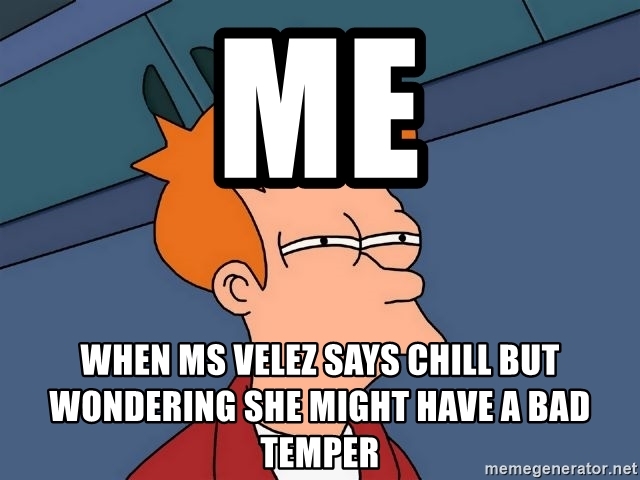 ME
WHEN MS VELEZ SAYS CHILL BUT
WONDERING SHE MIGHT HAVE A BAD
TEMPER
memegenerator.net